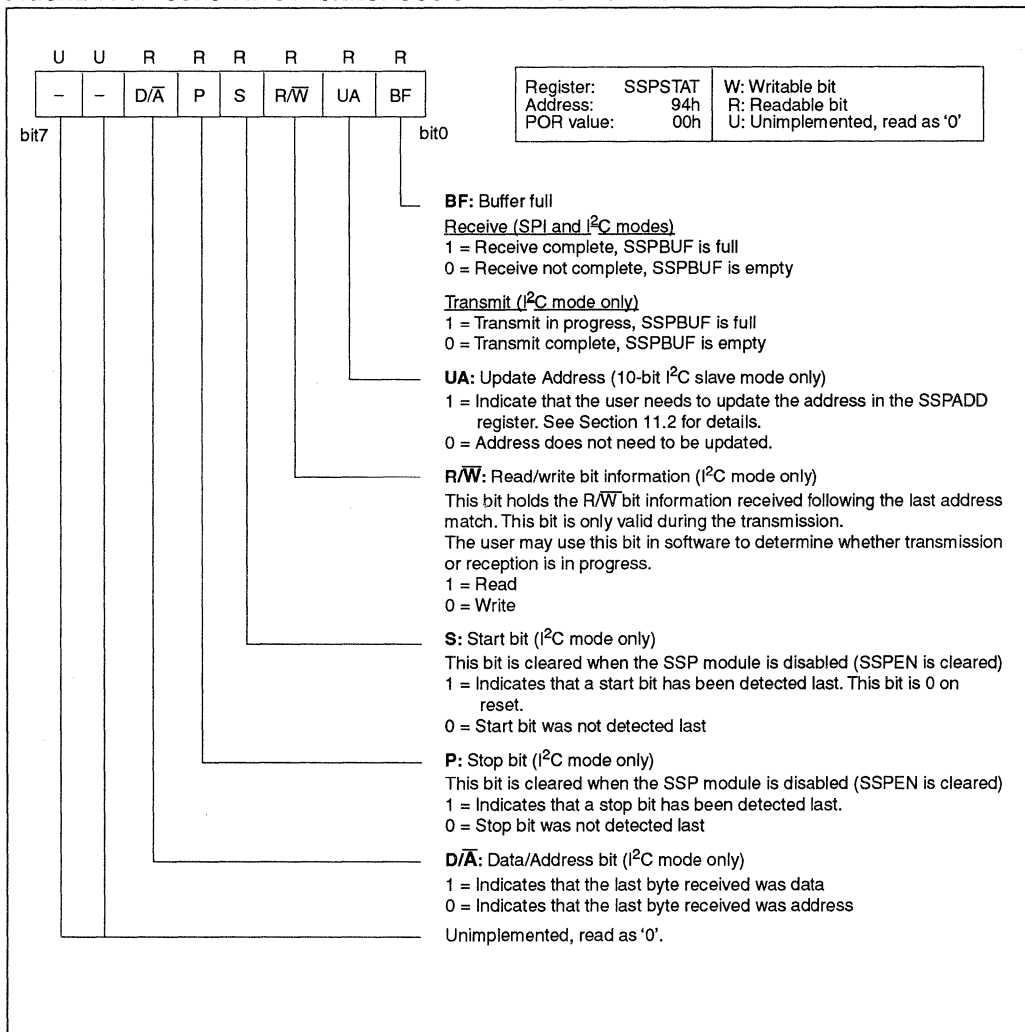 U U R R R R R R
– – D/A̅ P S R/W̅ UA BF
bit7 bit0
Register: SSPSTAT W: Writable bit
Address: 94h R: Readable bit
POR value: 00h U: Unimplemented, read as ‘0’
BF: Buffer full
Receive (SPI and I²C modes)
1 = Receive complete, SSPBUF is full
0 = Receive not complete, SSPBUF is empty
Transmit (I²C mode only)
1 = Transmit in progress, SSPBUF is full
0 = Transmit complete, SSPBUF is empty
UA: Update Address (10-bit I²C slave mode only)
1 = Indicate that the user needs to update the address in the SSPADD
register. See Section 11.2 for details.
0 = Address does not need to be updated.
R/W̅: Read/write bit information (I²C mode only)
This bit holds the R/W̅ bit information received following the last address
match. This bit is only valid during the transmission.
The user may use this bit in software to determine whether transmission
or reception is in progress.
1 = Read
0 = Write
S: Start bit (I²C mode only)
This bit is cleared when the SSP module is disabled (SSPEN is cleared)
1 = Indicates that a start bit has been detected last. This bit is 0 on
reset.
0 = Start bit was not detected last
P: Stop bit (I²C mode only)
This bit is cleared when the SSP module is disabled (SSPEN is cleared)
1 = Indicates that a stop bit has been detected last.
0 = Stop bit was not detected last
D/A̅: Data/Address bit (I²C mode only)
1 = Indicates that the last byte received was data
0 = Indicates that the last byte received was address
Unimplemented, read as ‘0’.